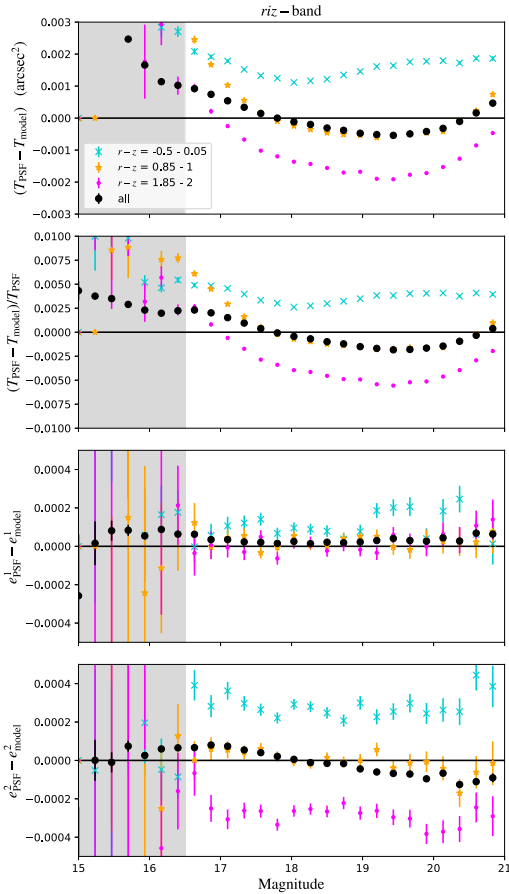 riz−band
0.003
0.002
0.001
0.000
−0.001
−0.002
−0.003
(T_PSF − T_model) (arcsec²)
r − z = -0.5 - 0.05
r − z = 0.85 - 1
r − z = 1.85 - 2
all
0.0100
0.0075
0.0050
0.0025
0.0000
−0.0025
−0.0050
−0.0075
−0.0100
(T_PSF − T_model)/T_PSF
0.0004
0.0002
0.0000
−0.0002
−0.0004
e¹_PSF − e¹_model
0.0004
0.0002
0.0000
−0.0002
−0.0004
e²_PSF − e²_model
15 16 17 18 19 20 21
Magnitude